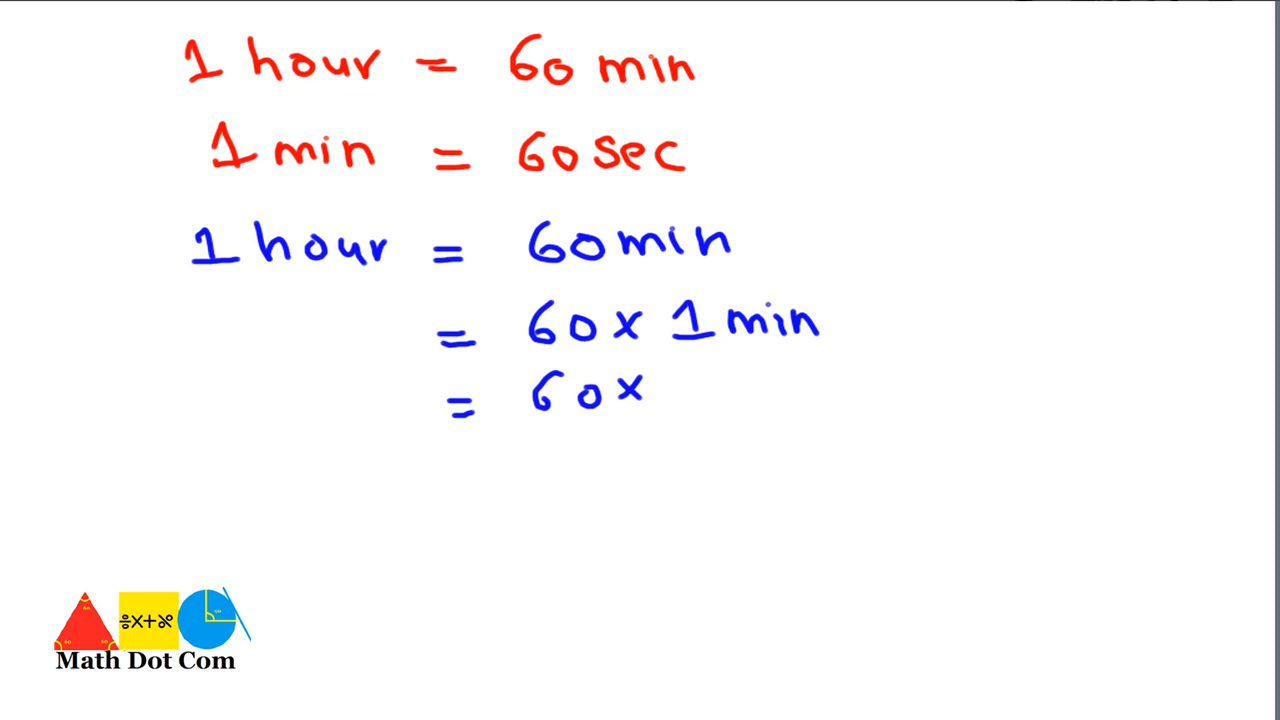 1 hour = 60 min
1 min = 60 sec
1 hour = 60 min
= 60 x 1 min
= 60 x
÷x+%
Math Dot Com